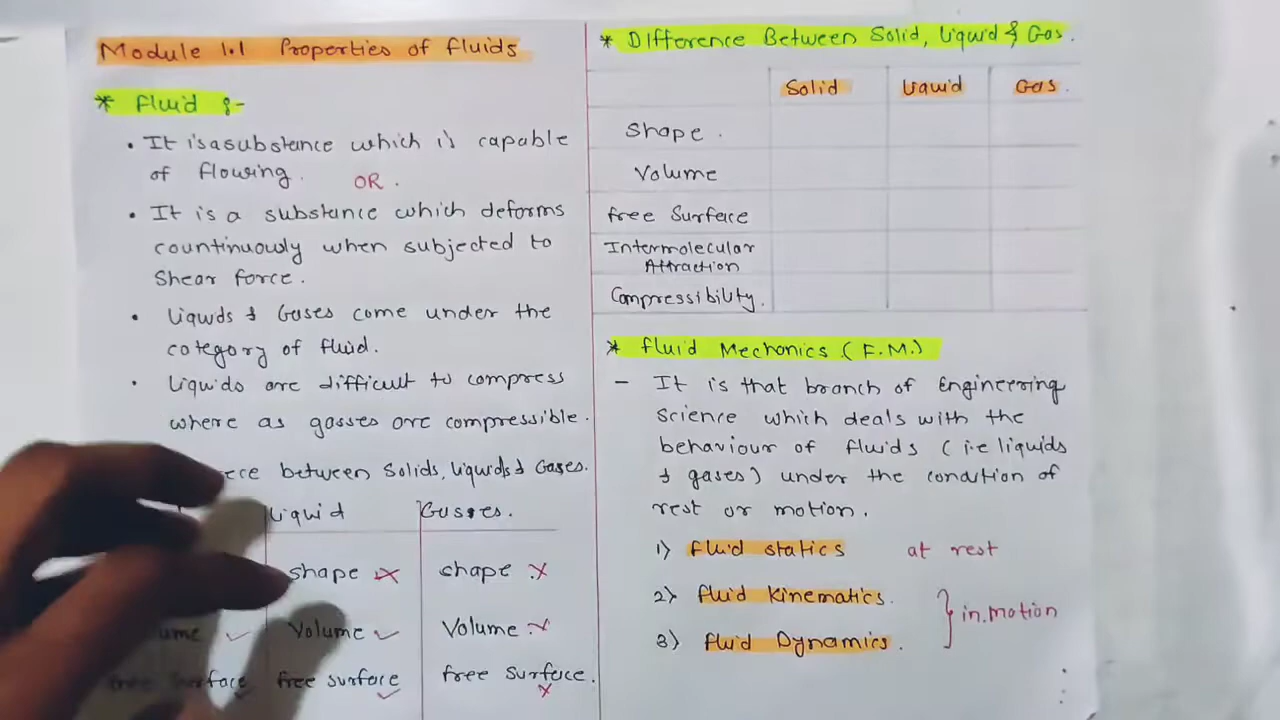 Module 1.1 Properties of fluids
* fluid :-
• It is a substance which is capable
of flowing. OR.
• It is a substance which deforms
countinuously when subjected to
Shear force.
• Liquids & Gases come under the
category of fluid.
• Liquids are difficult to compress
where as gasses are compressible.
between Solids, Liquids & Gases.
Liquid Gasses.
shape × shape ×
✓ Volume ✓ Volume ×
free surface ✓ free surface ✓ free surface. ×
* Difference Between Solid, Liquid & Gas.
Solid Liquid Gas.
Shape.
Volume
free Surface
Intermolecular
Attraction
Compressibility.
* fluid Mechanics (F.M.)
- It is that branch of Engineering
Science which deals with the
behaviour of fluids (i.e liquids
& gases) under the condition of
rest or motion.
1) fluid statics at rest
2) fluid kinematics.
} in.motion
3) fluid Dynamics.